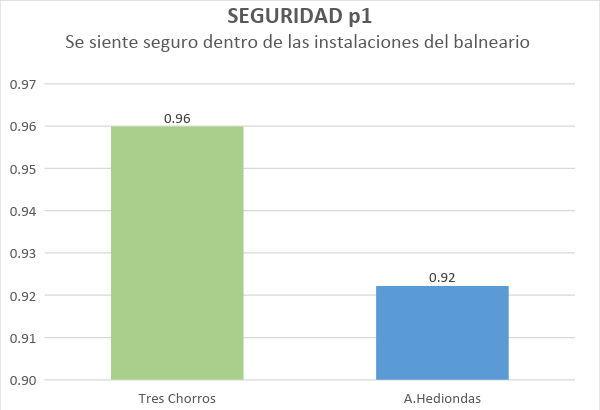 SEGURIDAD p1
Se siente seguro dentro de las instalaciones del balneario
0.97
0.96
0.95
0.94
0.93
0.92
0.91
0.90
0.96
0.92
Tres Chorros
A.Hediondas